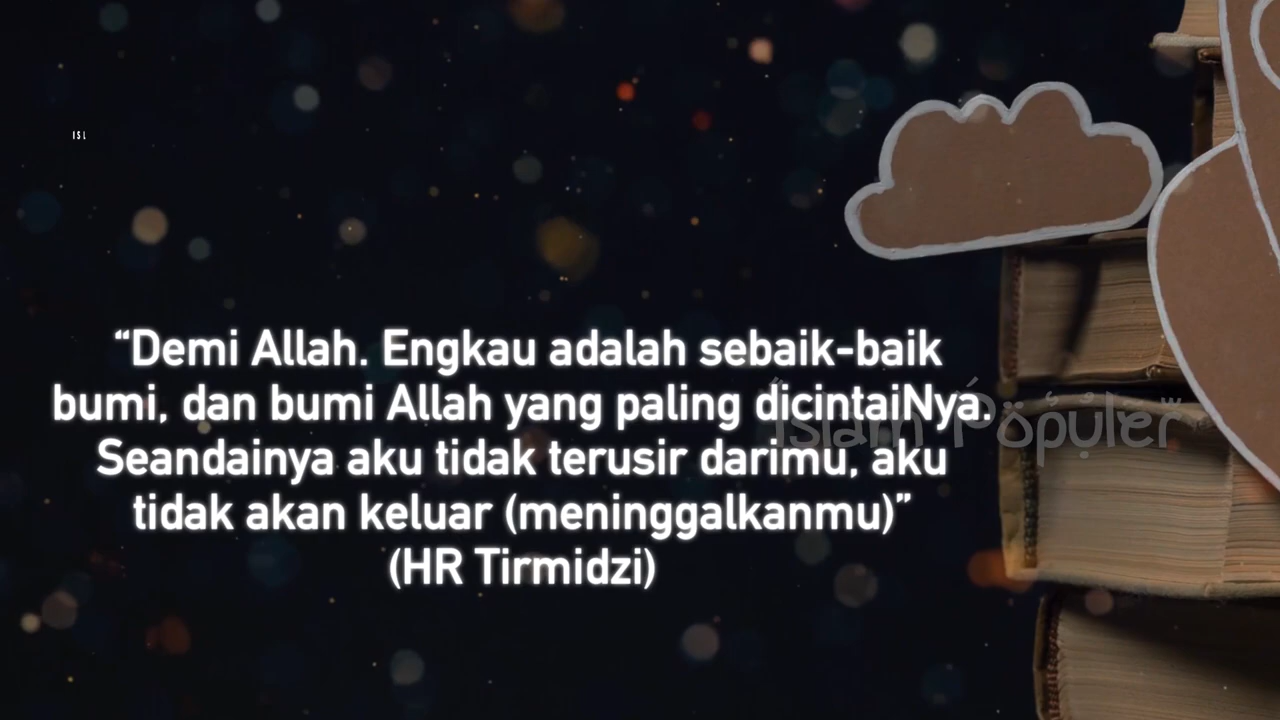 ISL
“Demi Allah. Engkau adalah sebaik-baik
bumi, dan bumi Allah yang paling dicintaiNya.
Seandainya aku tidak terusir darimu, aku
tidak akan keluar (meninggalkanmu)”
(HR Tirmidzi)
Islam Populer